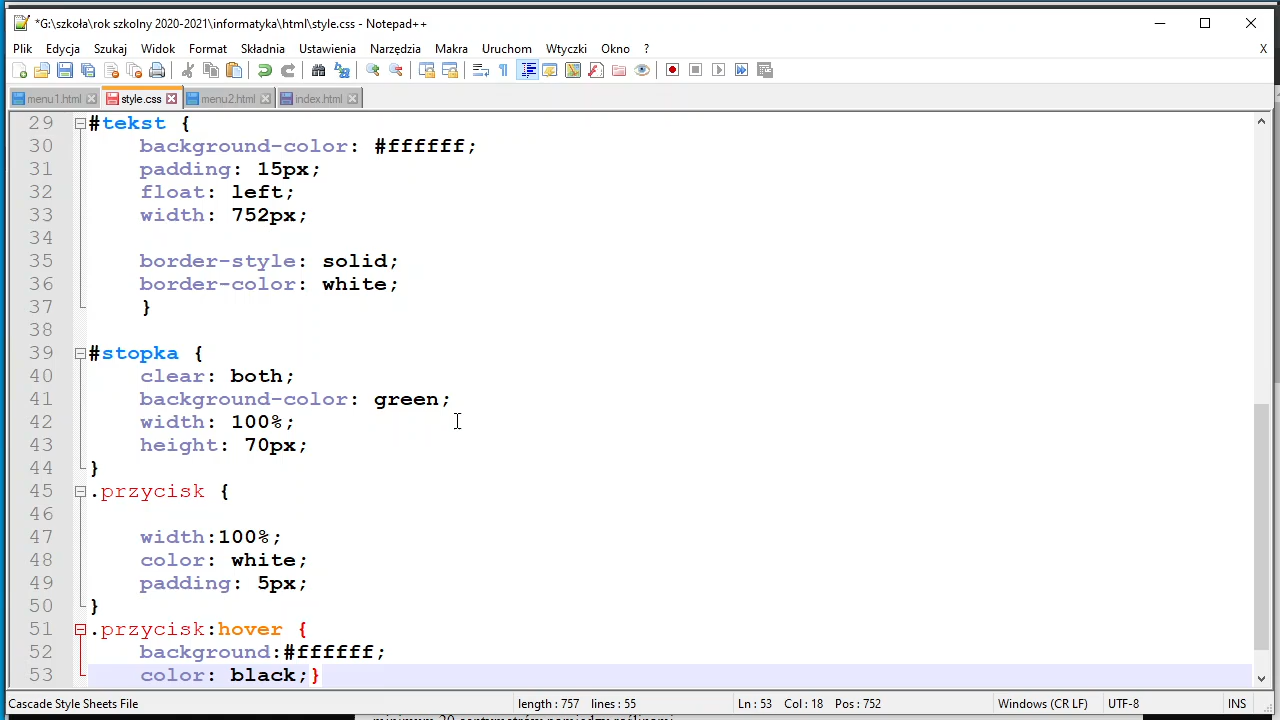 *G:\szkoła\rok szkolny 2020-2021\informatyka\html\style.css - Notepad++
Plik Edycja Szukaj Widok Format Składnia Ustawienia Narzędzia Makra Uruchom Wtyczki Okno ? X
menu1.html style.css menu2.html index.html
29 #tekst {
30 background-color: #ffffff;
31 padding: 15px;
32 float: left;
33 width: 752px;
34
35 border-style: solid;
36 border-color: white;
37 }
38
39 #stopka {
40 clear: both;
41 background-color: green;
42 width: 100%;
43 height: 70px;
44 }
45 .przycisk {
46
47 width:100%;
48 color: white;
49 padding: 5px;
50 }
51 .przycisk:hover {
52 background:#ffffff;
53 color: black;}
Cascade Style Sheets File length : 757 lines : 55 Ln : 53 Col : 18 Pos : 752 Windows (CR LF) UTF-8 INS
minimum 20 centymetrów pomiędzy roślinami